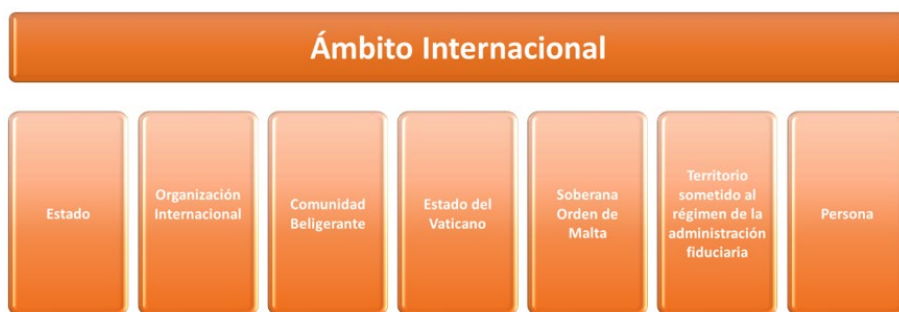 Ámbito Internacional
Estado
Organización
Internacional
Comunidad
Beligerante
Estado del
Vaticano
Soberana
Orden de
Malta
Territorio
sometido al
régimen de la
administración
fiduciaria
Persona